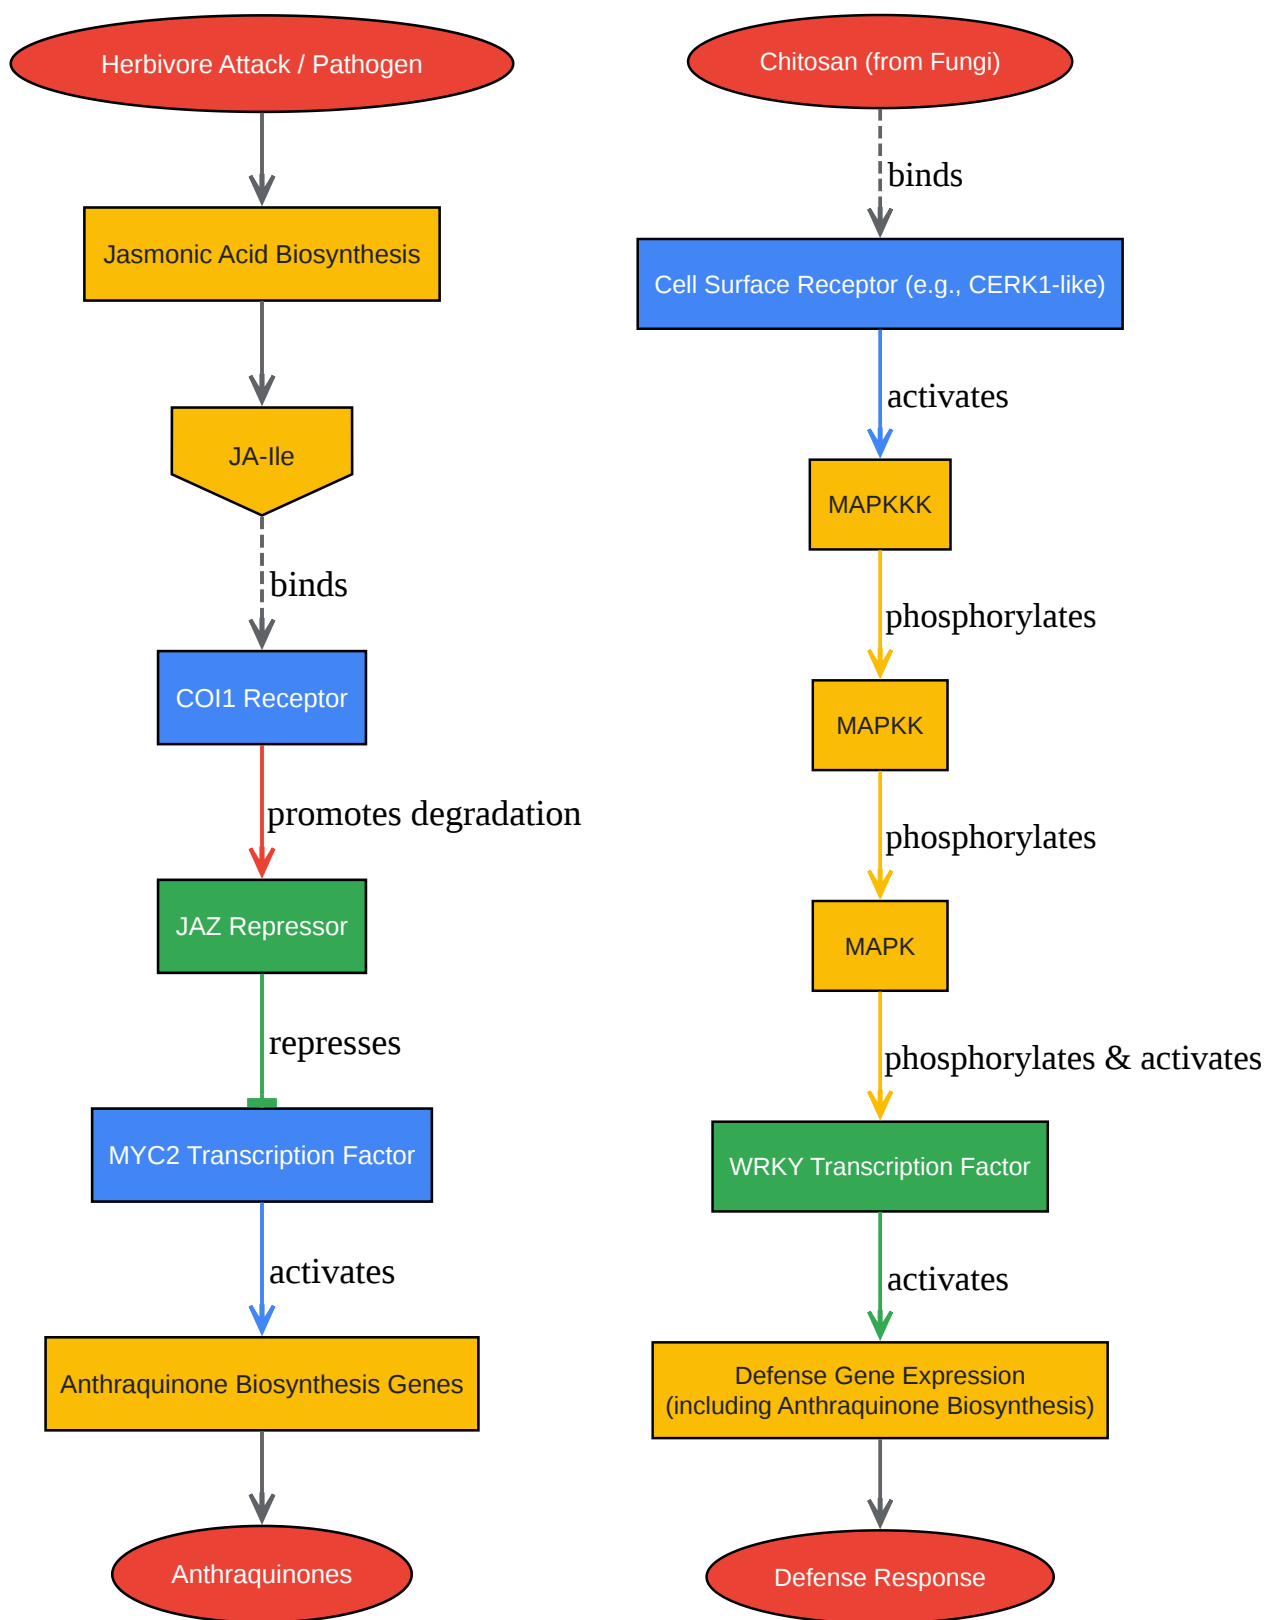 Herbivore Attack / Pathogen
Jasmonic Acid Biosynthesis
JA-Ile
binds
COI1 Receptor
promotes degradation
JAZ Repressor
represses
MYC2 Transcription Factor
activates
Anthraquinone Biosynthesis Genes
Anthraquinones
Chitosan (from Fungi)
binds
Cell Surface Receptor (e.g., CERK1-like)
activates
MAPKKK
phosphorylates
MAPKK
phosphorylates
MAPK
phosphorylates & activates
WRKY Transcription Factor
activates
Defense Gene Expression
(including Anthraquinone Biosynthesis)
Defense Response